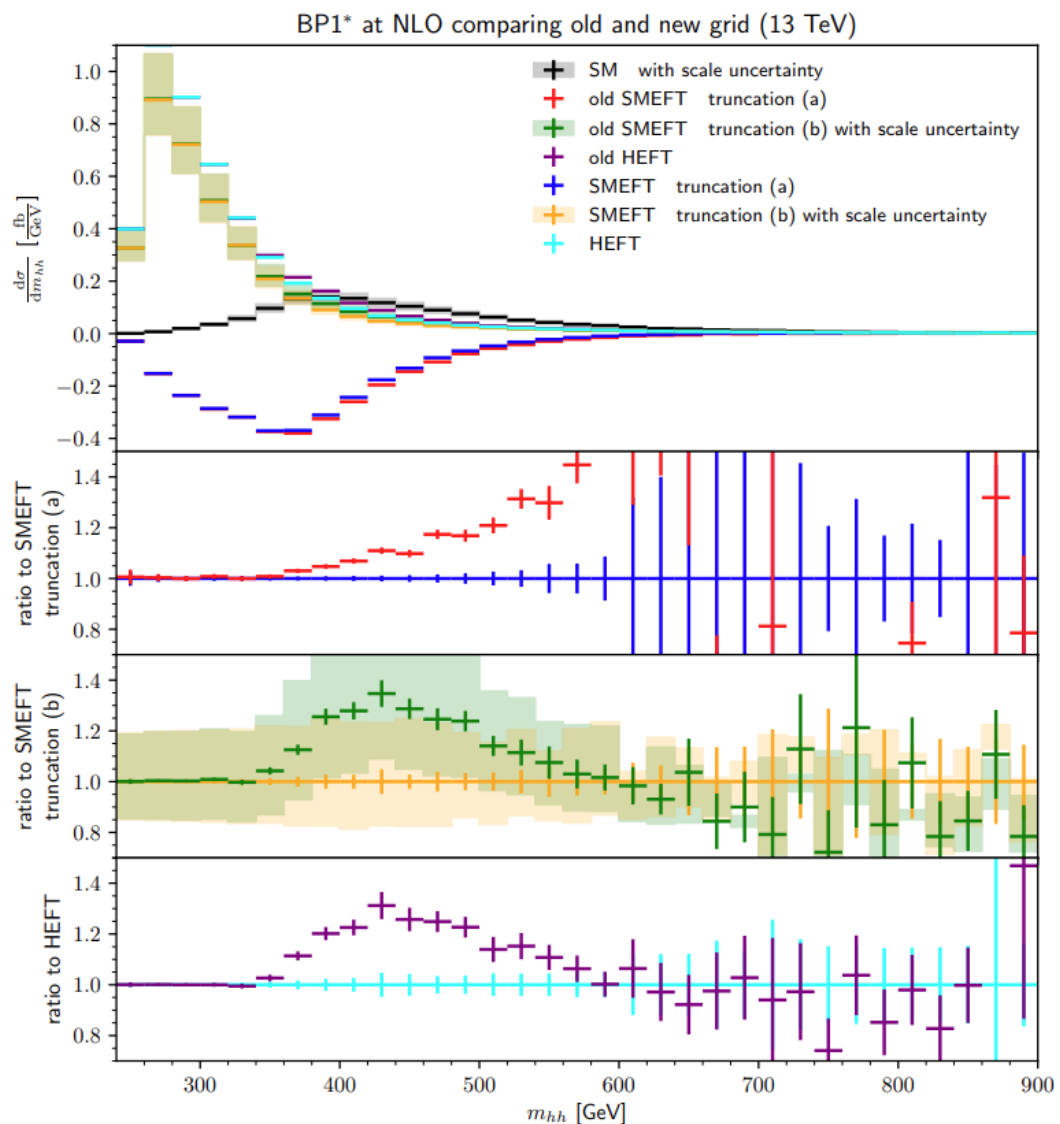 BP1* at NLO comparing old and new grid (13 TeV)
SM with scale uncertainty
old SMEFT truncation (a)
old SMEFT truncation (b) with scale uncertainty
old HEFT
SMEFT truncation (a)
SMEFT truncation (b) with scale uncertainty
HEFT
dσ/dm_hh [fb/GeV]
1.0
0.8
0.6
0.4
0.2
0.0
−0.2
−0.4
ratio to SMEFT
truncation (a)
1.4
1.2
1.0
0.8
ratio to SMEFT
truncation (b)
1.4
1.2
1.0
0.8
ratio to HEFT
1.4
1.2
1.0
0.8
300 400 500 600 700 800 900
m_hh [GeV]